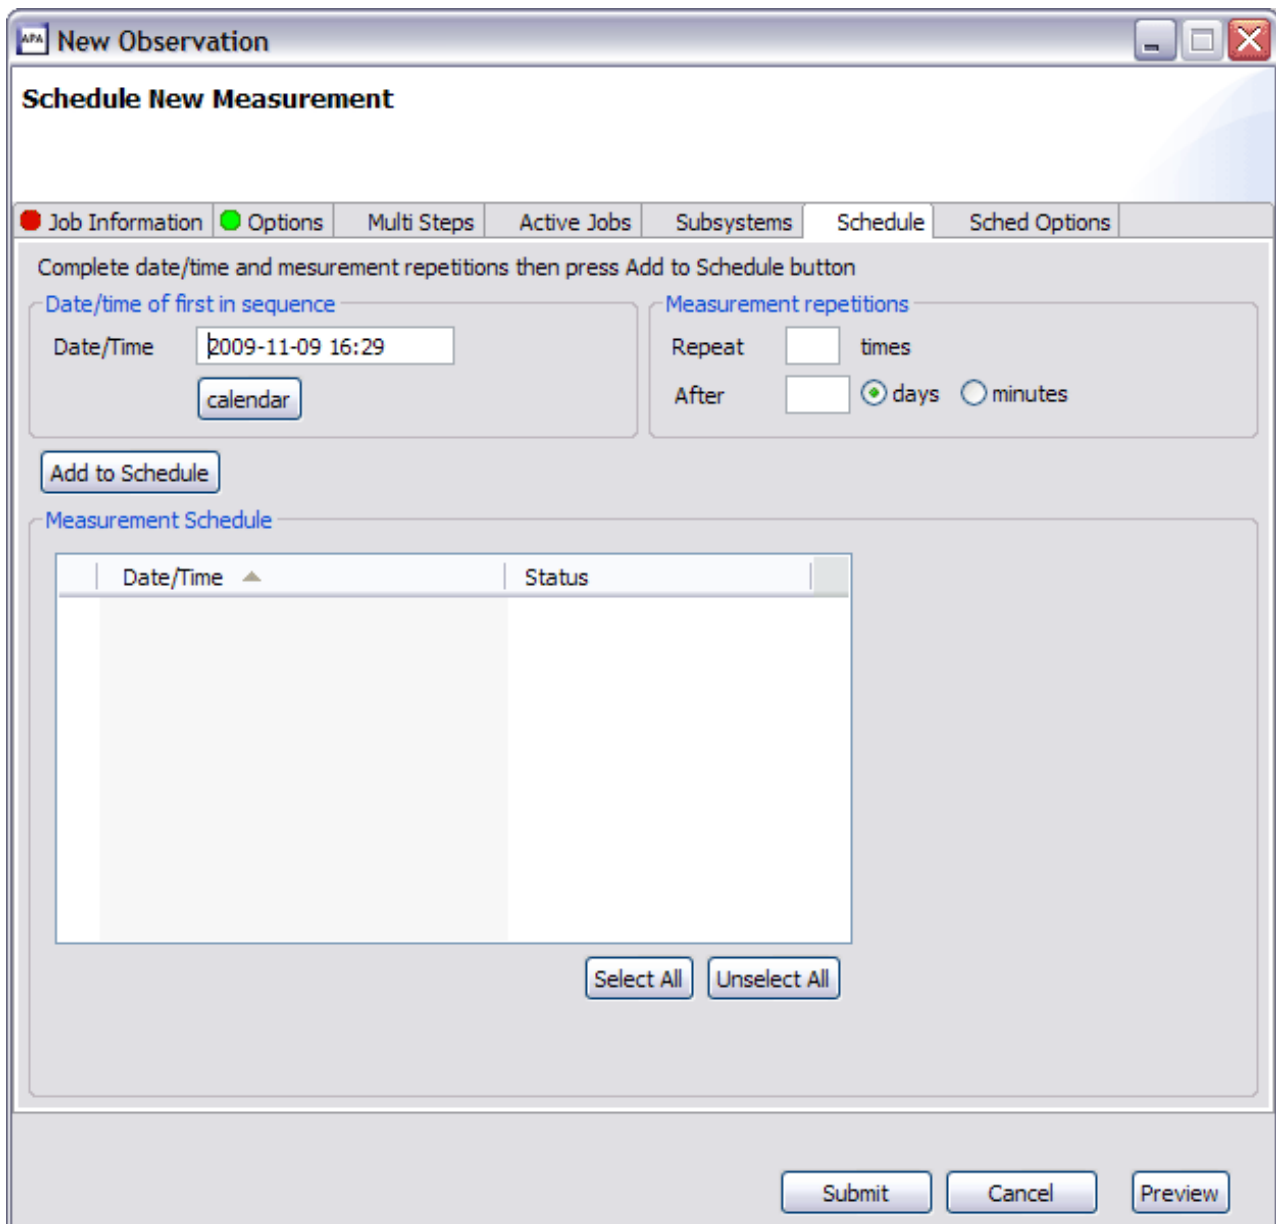 APA New Observation
Schedule New Measurement
Job Information Options Multi Steps Active Jobs Subsystems Schedule Sched Options
Complete date/time and mesurement repetitions then press Add to Schedule button
Date/time of first in sequence
Date/Time 2009-11-09 16:29
calendar
Measurement repetitions
Repeat times
After days minutes
Add to Schedule
Measurement Schedule
Date/Time Status
Select All Unselect All
Submit Cancel Preview